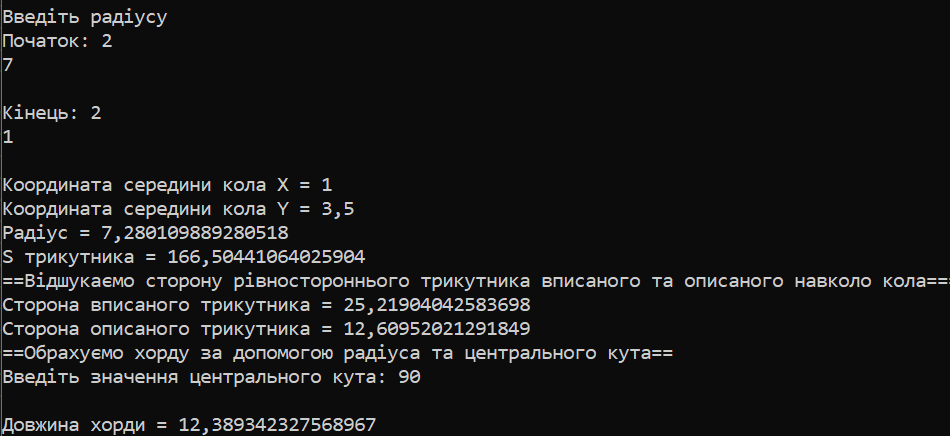 Введіть радіусу
Початок: 2
7
Кінець: 2
1
Координата середини кола X = 1
Координата середини кола Y = 3,5
Радіус = 7,280109889280518
S трикутника = 166,50441064025904
==Відшукаємо сторону рівностороннього трикутника вписаного та описаного навколо кола==
Сторона вписаного трикутника = 25,21904042583698
Сторона описаного трикутника = 12,60952021291849
==Обрахуємо хорду за допомогою радіуса та центрального кута==
Введіть значення центрального кута: 90
Довжина хорди = 12,389342327568967